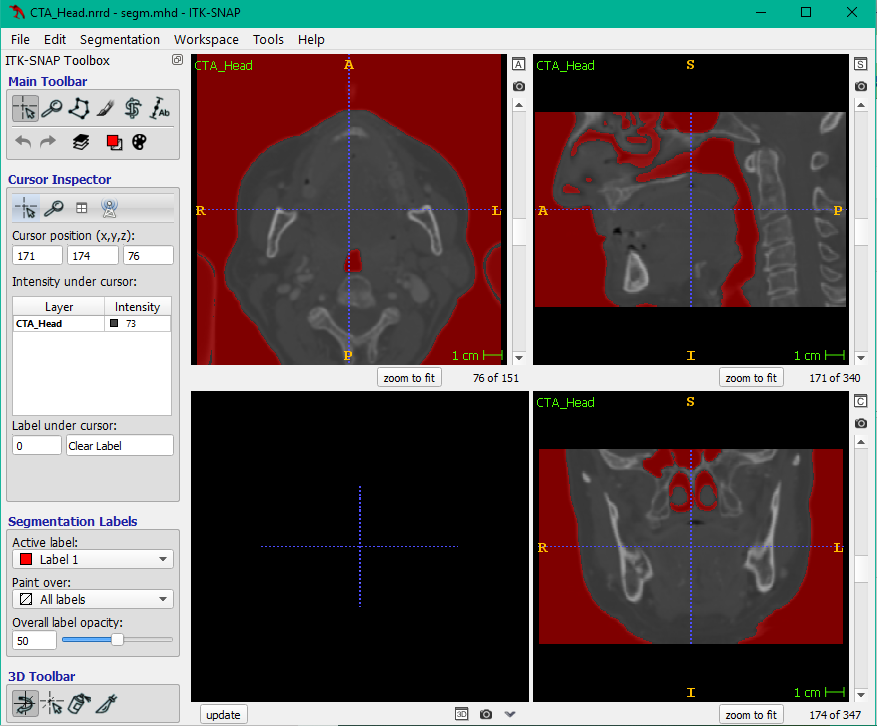 CTA_Head.nrrd - segm.mhd - ITK-SNAP
File Edit Segmentation Workspace Tools Help
ITK-SNAP Toolbox
Main Toolbar
Ab
Cursor Inspector
Cursor position (x,y,z):
171 174 76
Intensity under cursor:
Layer Intensity
CTA_Head 73
Label under cursor:
0 Clear Label
Segmentation Labels
Active label:
Label 1
Paint over:
All labels
Overall label opacity:
50
3D Toolbar
CTA_Head
A
A
R
L
P
1 cm
zoom to fit 76 of 151
CTA_Head
S
S
A
P
I
1 cm
zoom to fit 171 of 340
update
3D
CTA_Head
S
C
R
L
I
1 cm
zoom to fit 174 of 347